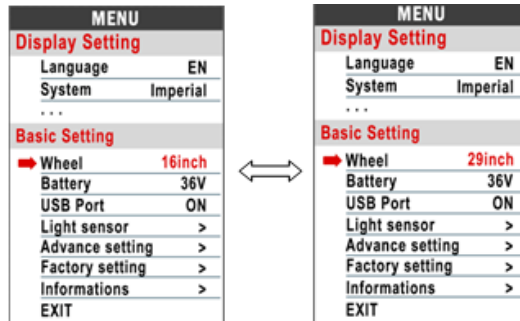 MENU
Display Setting
Language EN
System Imperial
...
Basic Setting
Wheel 16inch
Battery 36V
USB Port ON
Light sensor >
Advance setting >
Factory setting >
Informations >
EXIT
MENU
Display Setting
Language EN
System Imperial
...
Basic Setting
Wheel 29inch
Battery 36V
USB Port ON
Light sensor >
Advance setting >
Factory setting >
Informations >
EXIT